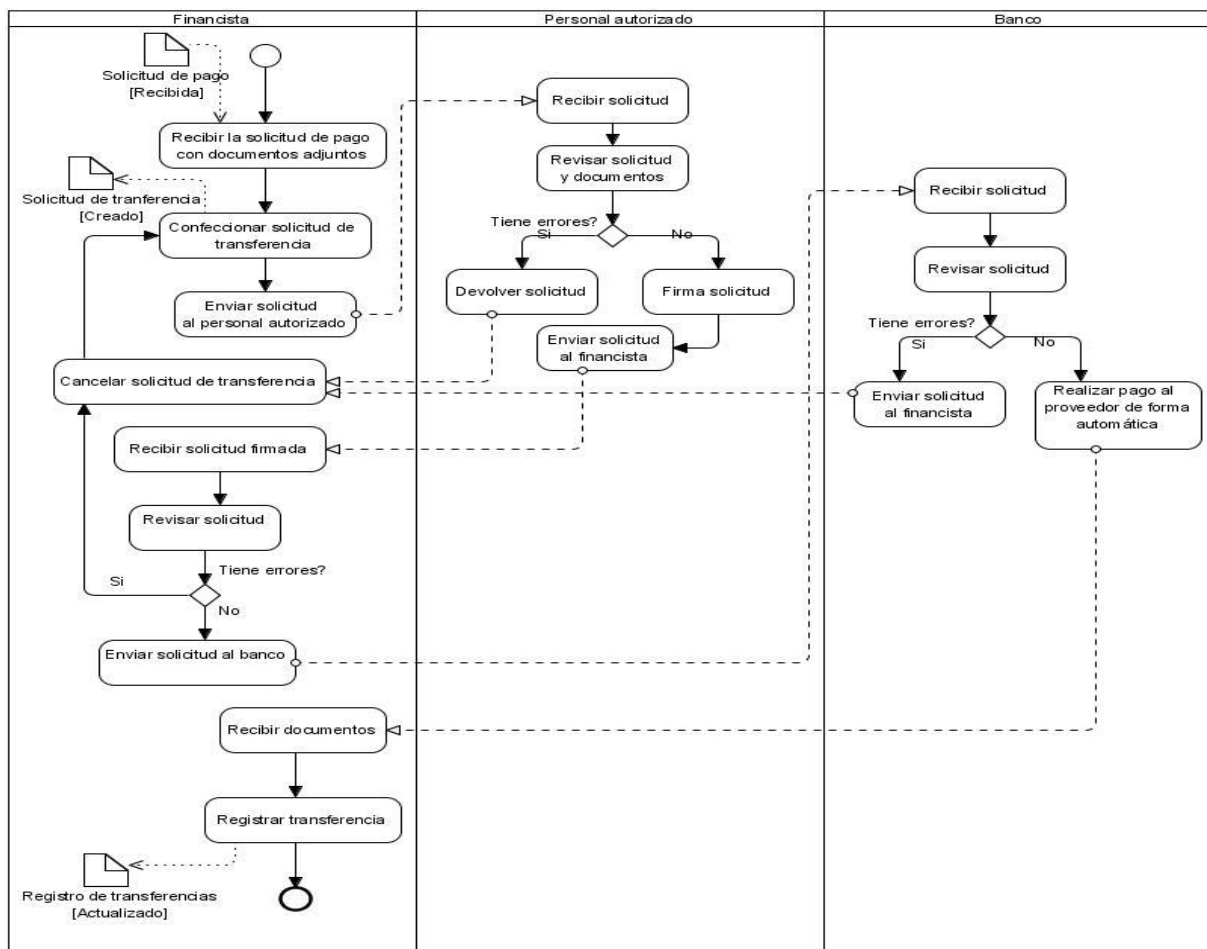 Financista
Personal autorizado
Banco
Solicitud de pago
[Recibida]
Recibir la solicitud de pago
con documentos adjuntos
Solicitud de tranferencia
[Creado]
Confeccionar solicitud de
transferencia
Enviar solicitud
al personal autorizado
Cancelar solicitud de transferencia
Recibir solicitud firmada
Revisar solicitud
Tiene errores?
Si
No
Enviar solicitud al banco
Recibir documentos
Registrar transferencia
Registro de transferencias
[Actualizado]
Recibir solicitud
Revisar solicitud
y documentos
Tiene errores?
Si
No
Devolver solicitud
Firma solicitud
Enviar solicitud
al financista
Recibir solicitud
Revisar solicitud
Tiene errores?
Si
No
Enviar solicitud
al financista
Realizar pago al
proveedor de forma
automática